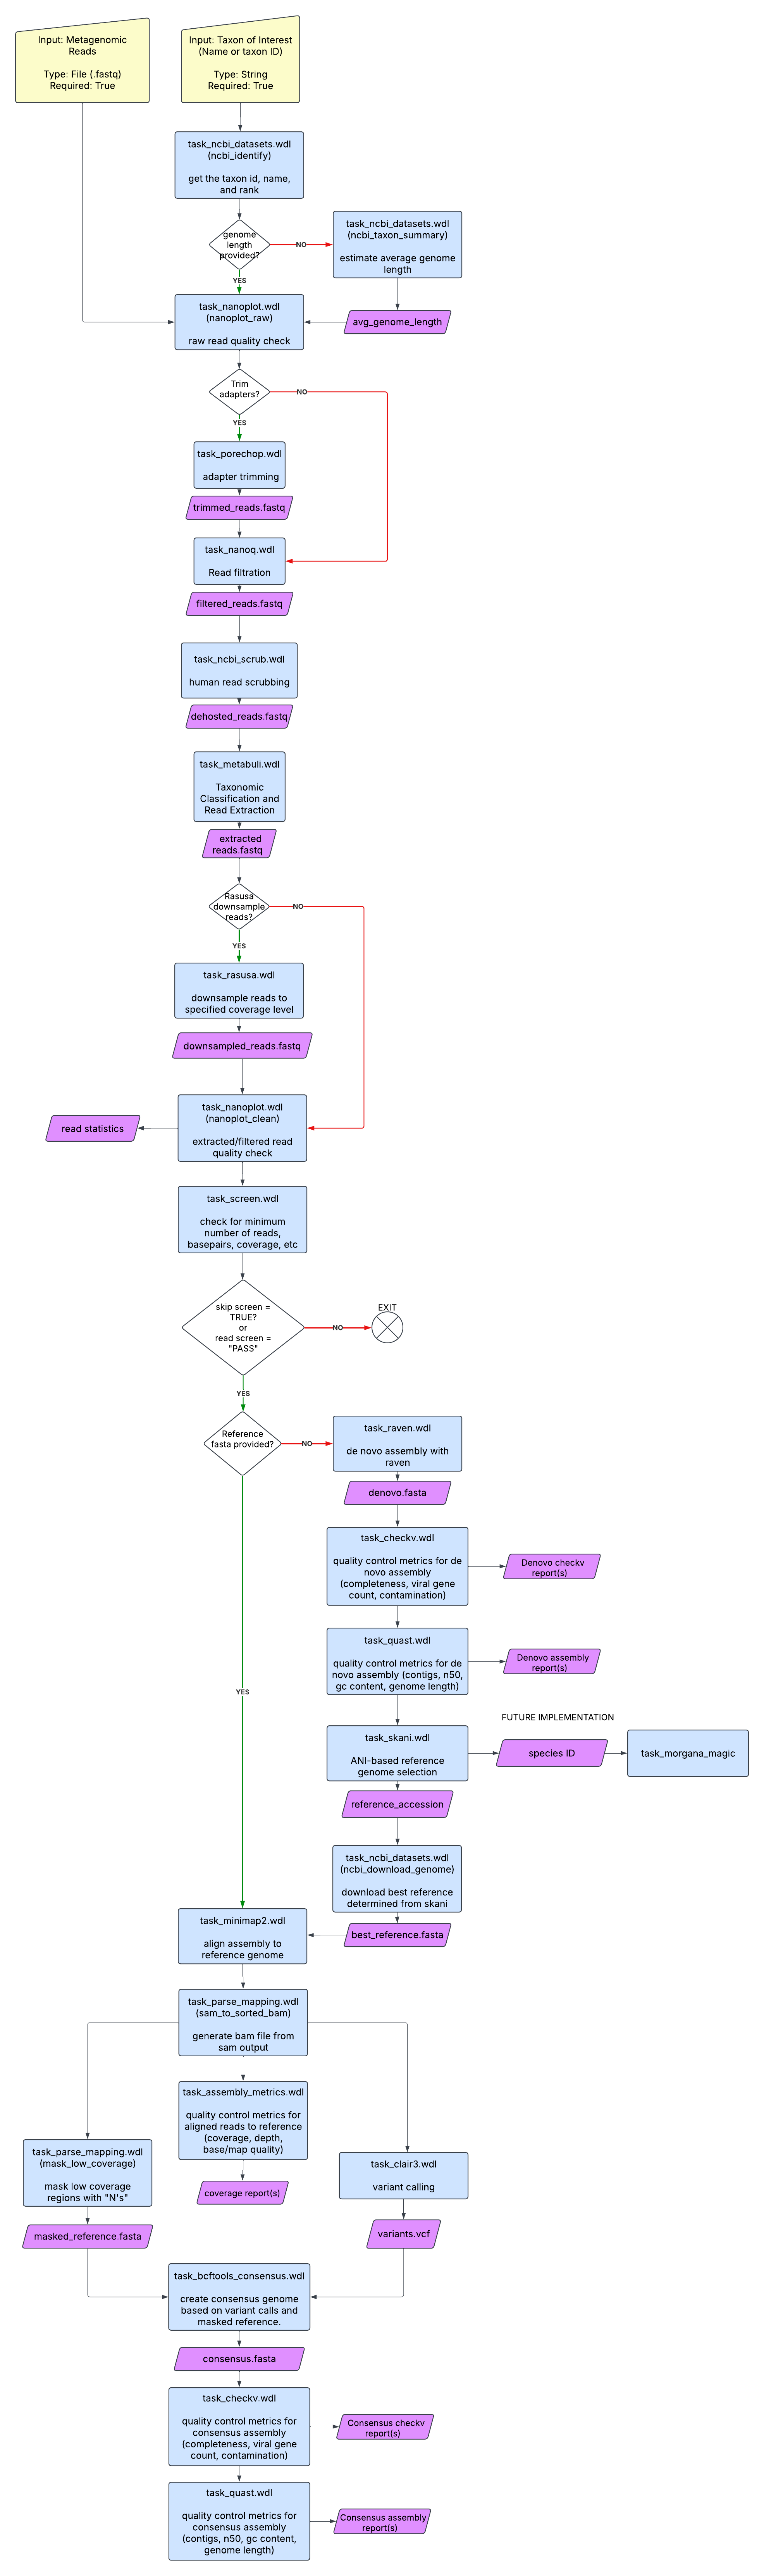 Input: Metagenomic
Reads
Type: File (.fastq)
Required: True
Input: Taxon of Interest
(Name or taxon ID)
Type: String
Required: True
task_ncbi_datasets.wdl
(ncbi_identify)
get the taxon id, name,
and rank
genome
length
provided?
NO
task_ncbi_datasets.wdl
(ncbi_taxon_summary)
estimate average genome
length
YES
task_nanoplot.wdl
(nanoplot_raw)
raw read quality check
avg_genome_length
Trim
adapters?
NO
YES
task_porechop.wdl
adapter trimming
trimmed_reads.fastq
task_nanoq.wdl
Read filtration
filtered_reads.fastq
task_ncbi_scrub.wdl
human read scrubbing
dehosted_reads.fastq
task_metabuli.wdl
Taxonomic
Classification and
Read Extraction
extracted
reads.fastq
Rasusa
downsample
reads?
NO
YES
task_rasusa.wdl
downsample reads to
specified coverage level
downsampled_reads.fastq
task_nanoplot.wdl
(nanoplot_clean)
extracted/filtered read
quality check
read statistics
task_screen.wdl
check for minimum
number of reads,
basepairs, coverage, etc
skip screen =
TRUE?
or
read screen =
"PASS"
NO
EXIT
YES
Reference
fasta provided?
NO
task_raven.wdl
de novo assembly with
raven
denovo.fasta
task_checkv.wdl
quality control metrics for de
novo assembly
(completeness, viral gene
count, contamination)
Denovo checkv
report(s)
task_quast.wdl
quality control metrics for de
novo assembly (contigs, n50,
gc content, genome length)
Denovo assembly
report(s)
YES
FUTURE IMPLEMENTATION
task_skani.wdl
ANI-based reference
genome selection
species ID
task_morgana_magic
reference_accession
task_ncbi_datasets.wdl
(ncbi_download_genome)
download best reference
determined from skani
best_reference.fasta
task_minimap2.wdl
align assembly to
reference genome
task_parse_mapping.wdl
(sam_to_sorted_bam)
generate bam file from
sam output
task_assembly_metrics.wdl
quality control metrics for
aligned reads to reference
(coverage, depth,
base/map quality)
coverage report(s)
task_parse_mapping.wdl
(mask_low_coverage)
mask low coverage
regions with "N's"
masked_reference.fasta
task_clair3.wdl
variant calling
variants.vcf
task_bcftools_consensus.wdl
create consensus genome
based on variant calls and
masked reference.
consensus.fasta
task_checkv.wdl
quality control metrics for
consensus assembly
(completeness, viral gene
count, contamination)
Consensus checkv
report(s)
task_quast.wdl
quality control metrics for
consensus assembly
(contigs, n50, gc content,
genome length)
Consensus assembly
report(s)